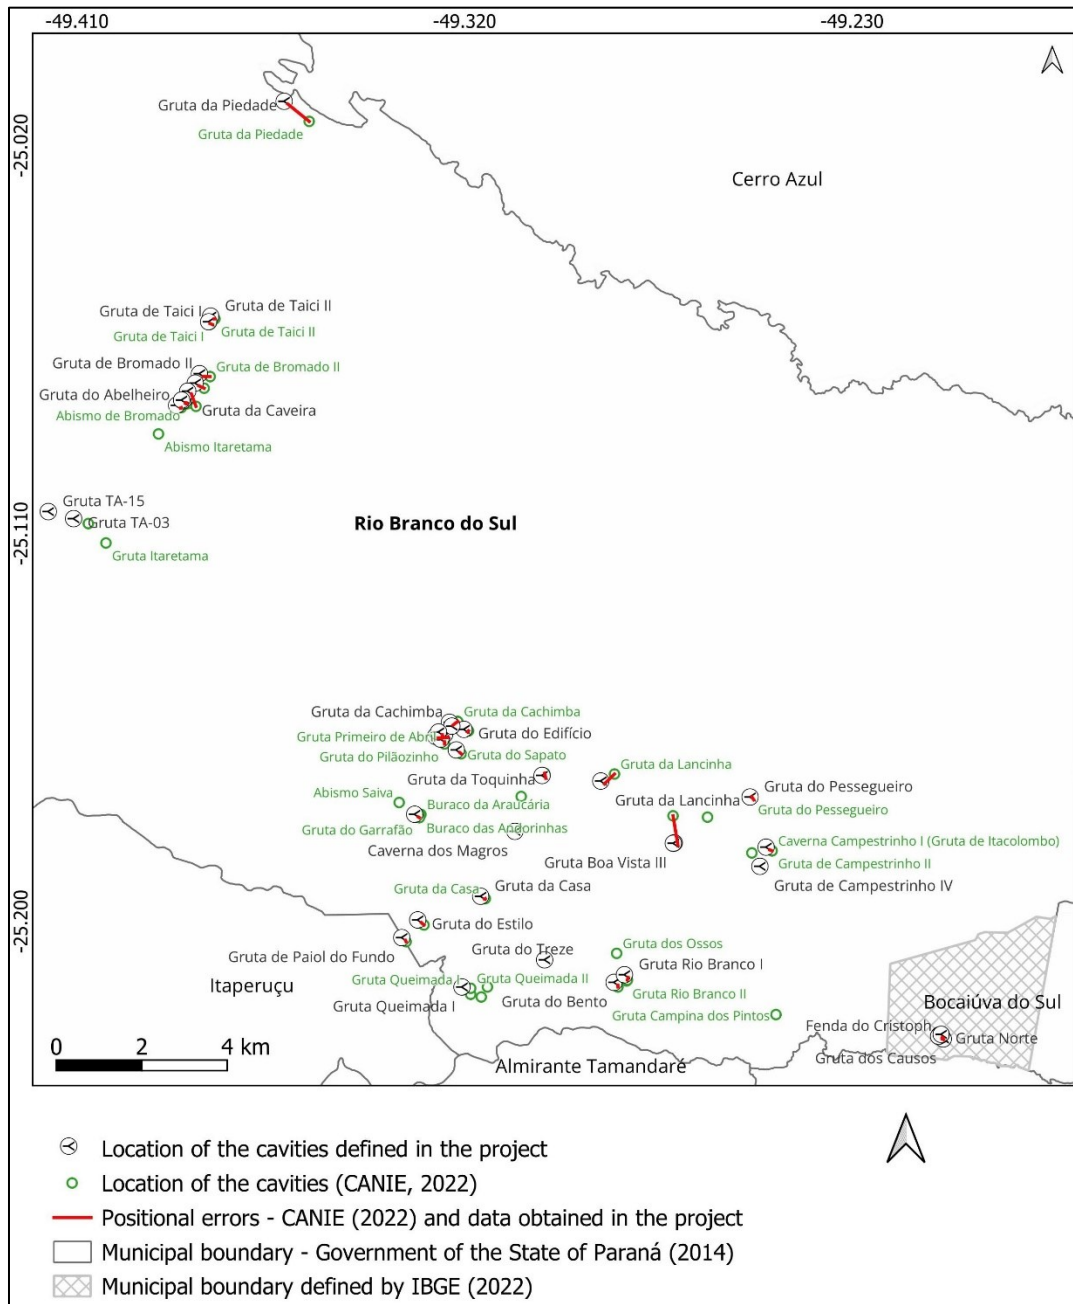 -49.410
-49.320
-49.230
-25.020
-25.110
-25.200
Gruta da Piedade
Gruta da Piedade
Cerro Azul
Gruta de Taici I
Gruta de Taici II
Gruta de Taici I
Gruta de Taici II
Gruta de Bromado II
Gruta de Bromado II
Gruta do Abelheiro
Gruta da Caveira
Abismo de Bromado
Abismo Itaretama
Gruta TA-15
Gruta TA-03
Rio Branco do Sul
Gruta Itaretama
Gruta da Cachimba
Gruta da Cachimba
Gruta do Edifício
Gruta Primeiro de Abril
Gruta do Pilãozinho
Gruta do Sapato
Gruta da Toquinha
Gruta da Lancinha
Gruta do Pessegueiro
Abismo Saiva
Buraco da Araucária
Gruta da Lancinha
Gruta do Pessegueiro
Gruta do Garrafão
Buraco das Andorinhas
Caverna dos Magros
Caverna Campestrinho I (Gruta de Itacolombo)
Gruta Boa Vista III
Gruta de Campestrinho II
Gruta de Campestrinho IV
Gruta da Casa
Gruta da Casa
Gruta do Estilo
Gruta de Paiol do Fundo
Gruta do Treze
Gruta dos Ossos
Gruta Rio Branco I
Itaperuçu
Gruta Queimada I
Gruta Queimada II
Gruta Queimada I
Gruta do Bento
Gruta Rio Branco II
Gruta Campina dos Pintos
Bocaiúva do Sul
Fenda do Cristoph
Gruta Norte
Gruta dos Causos
Almirante Tamandaré
0 2 4 km
Location of the cavities defined in the project
Location of the cavities (CANIE, 2022)
Positional errors - CANIE (2022) and data obtained in the project
Municipal boundary - Government of the State of Paraná (2014)
Municipal boundary defined by IBGE (2022)